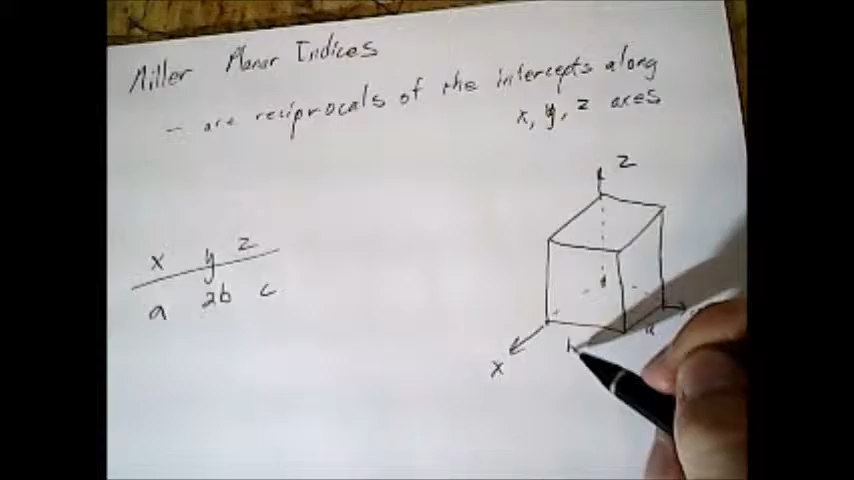 Miller Planar Indices
- are reciprocals of the intercepts along
x, y, z axes
z
x y z
a 2b c
a
x